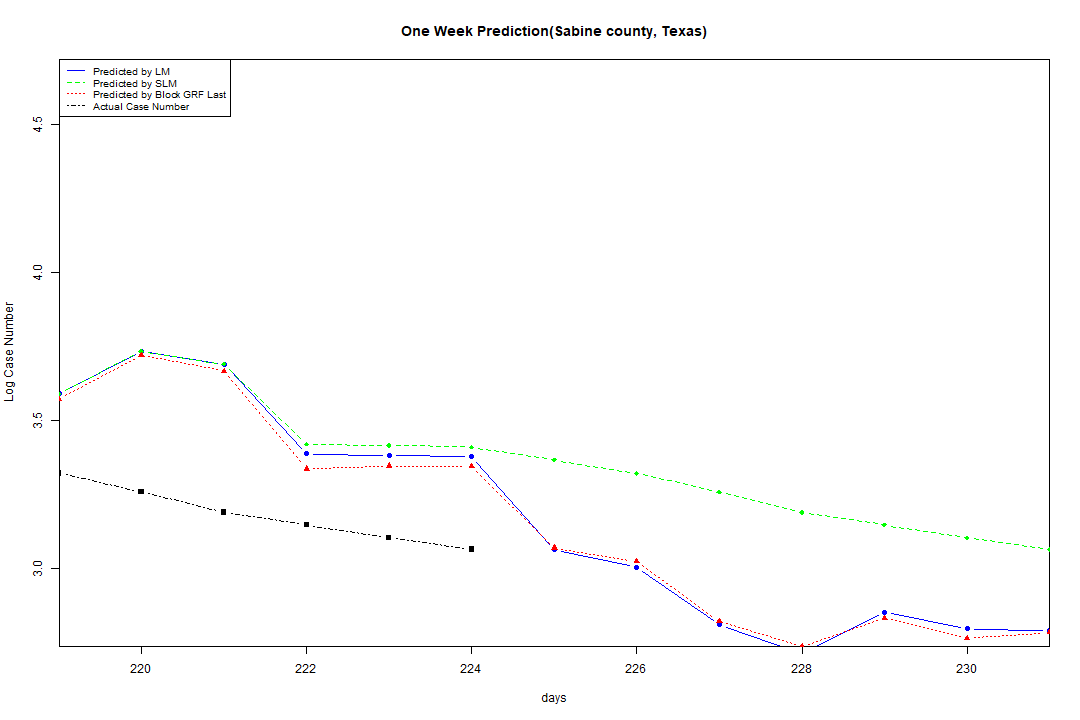 One Week Prediction(Sabine county, Texas)
Predicted by LM
Predicted by SLM
Predicted by Block GRF Last
Actual Case Number
4.5
4.0
3.5
3.0
Log Case Number
220 222 224 226 228 230
days